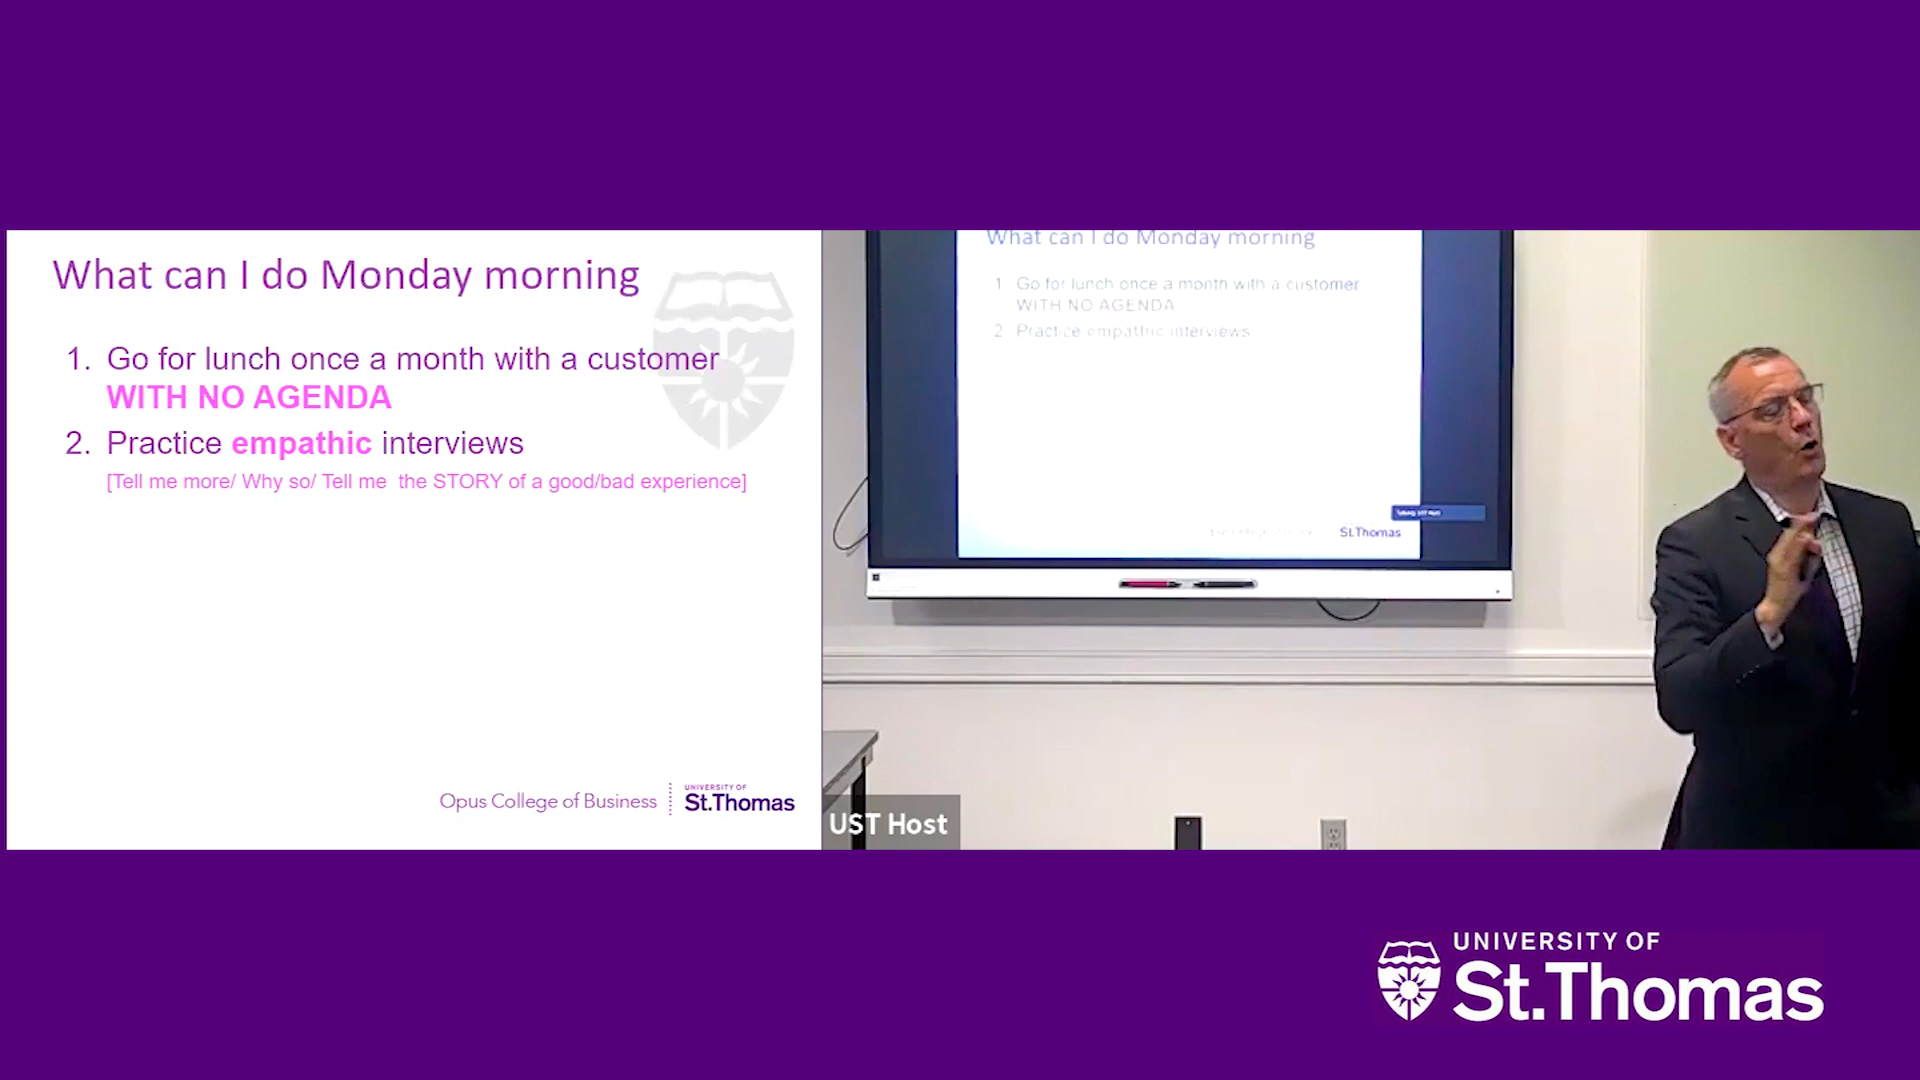 What can I do Monday morning
1. Go for lunch once a month with a customer
WITH NO AGENDA
2. Practice empathic interviews
[Tell me more/ Why so/ Tell me the STORY of a good/bad experience]
Opus College of Business
UNIVERSITY OF
St.Thomas
What can I do Monday morning
1 Go for lunch once a month with a customer
WITH NO AGENDA
2 Practice empathic interviews
St.Thomas
UST Host
UNIVERSITY OF
St.Thomas